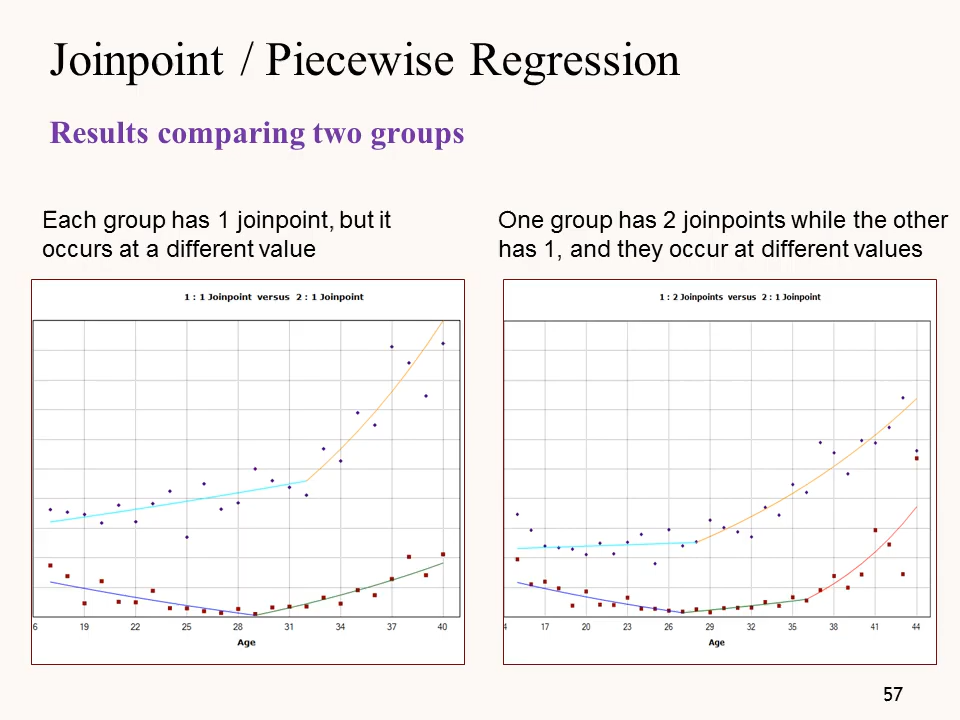 Joinpoint / Piecewise Regression
Results comparing two groups
Each group has 1 joinpoint, but it
occurs at a different value
1 : 1 Joinpoint versus 2 : 1 Joinpoint
6 19 22 25 28 31 34 37 40
Age
One group has 2 joinpoints while the other
has 1, and they occur at different values
1 : 2 Joinpoints versus 2 : 1 Joinpoint
4 17 20 23 26 29 32 35 38 41 44
Age
57